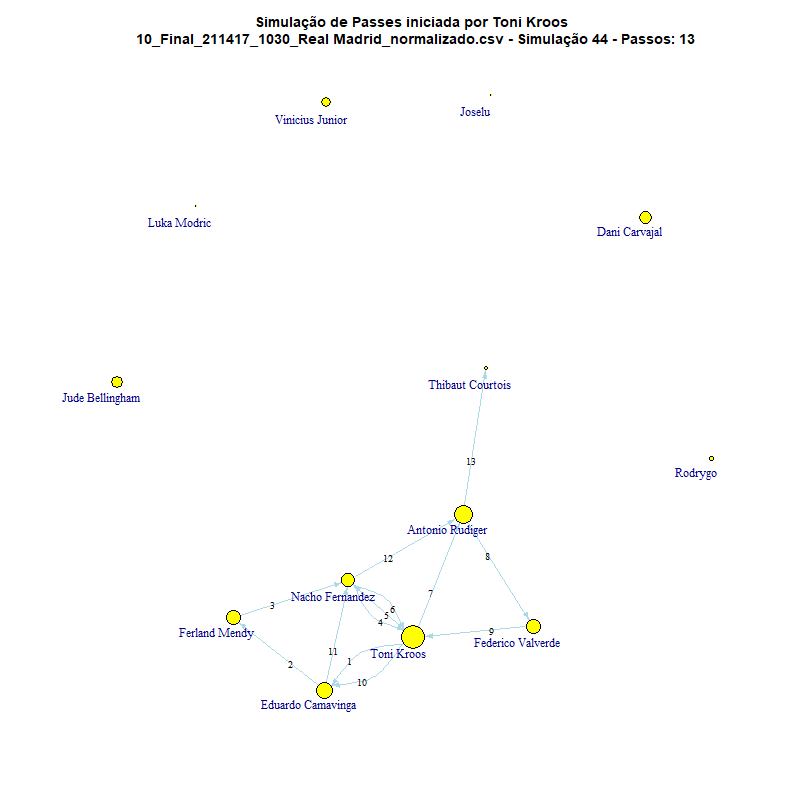 Simulação de Passes iniciada por Toni Kroos
10_Final_211417_1030_Real Madrid_normalizado.csv - Simulação 44 - Passos: 13
Joselu
Vinicius Junior
Luka Modric
Dani Carvajal
Thibaut Courtois
Jude Bellingham
13
Rodrygo
Antonio Rudiger
12
8
7
Nacho Fernandez
3
6
5
4
9
Ferland Mendy
Federico Valverde
11
Toni Kroos
1
2
10
Eduardo Camavinga